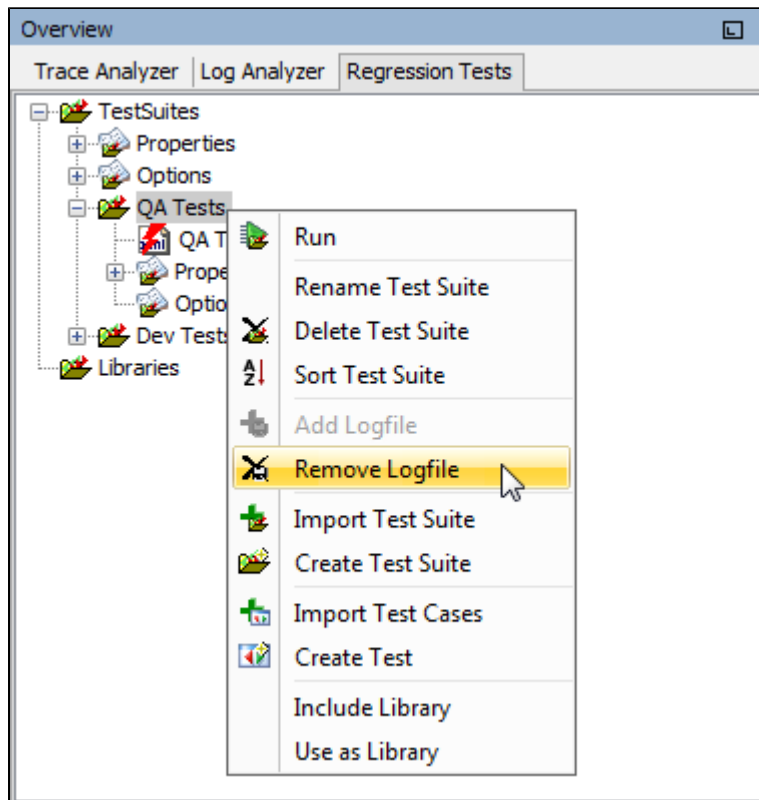 Overview
Trace Analyzer Log Analyzer Regression Tests
TestSuites
Properties
Options
QA Tests
QA T
Prope
Optio
Dev Tests
Libraries
Run
Rename Test Suite
Delete Test Suite
Sort Test Suite
Add Logfile
Remove Logfile
Import Test Suite
Create Test Suite
Import Test Cases
Create Test
Include Library
Use as Library